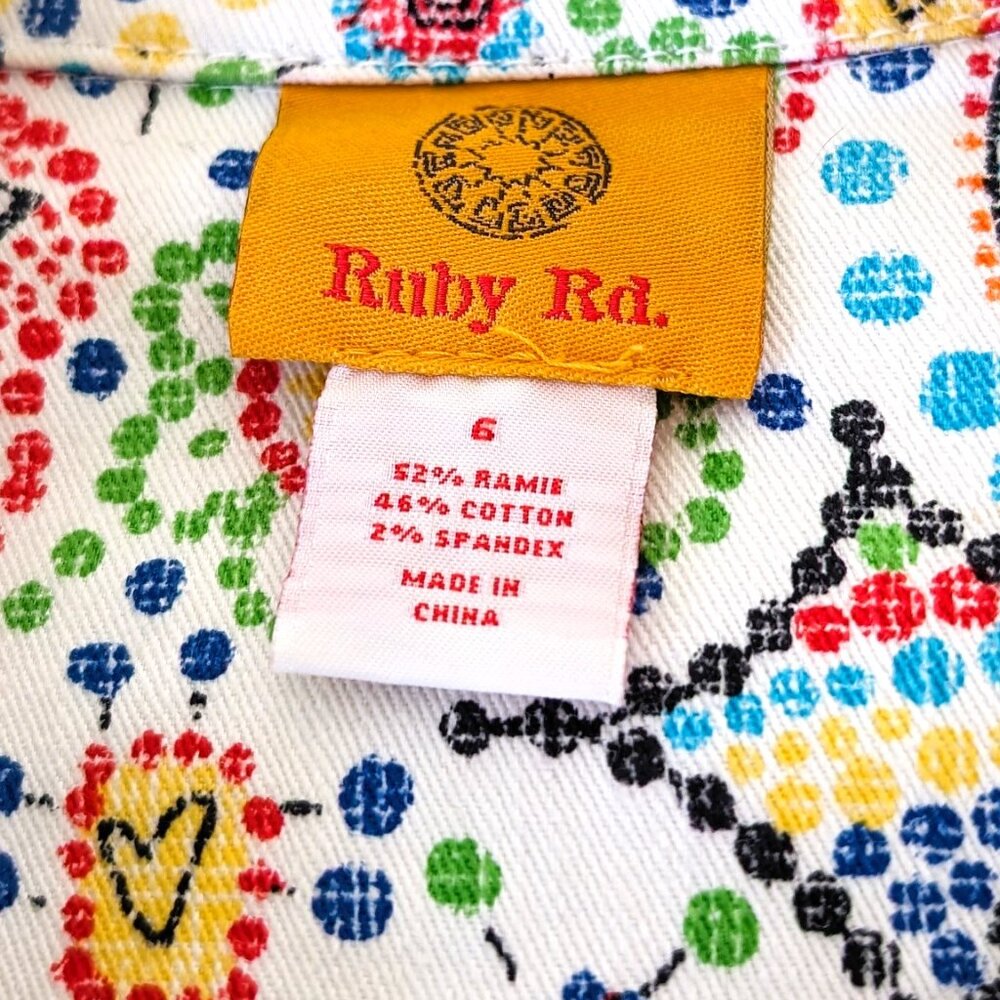 Ruby Rd.
6
52% RAMIE
46% COTTON
2% SPANDEX
MADE IN
CHINA